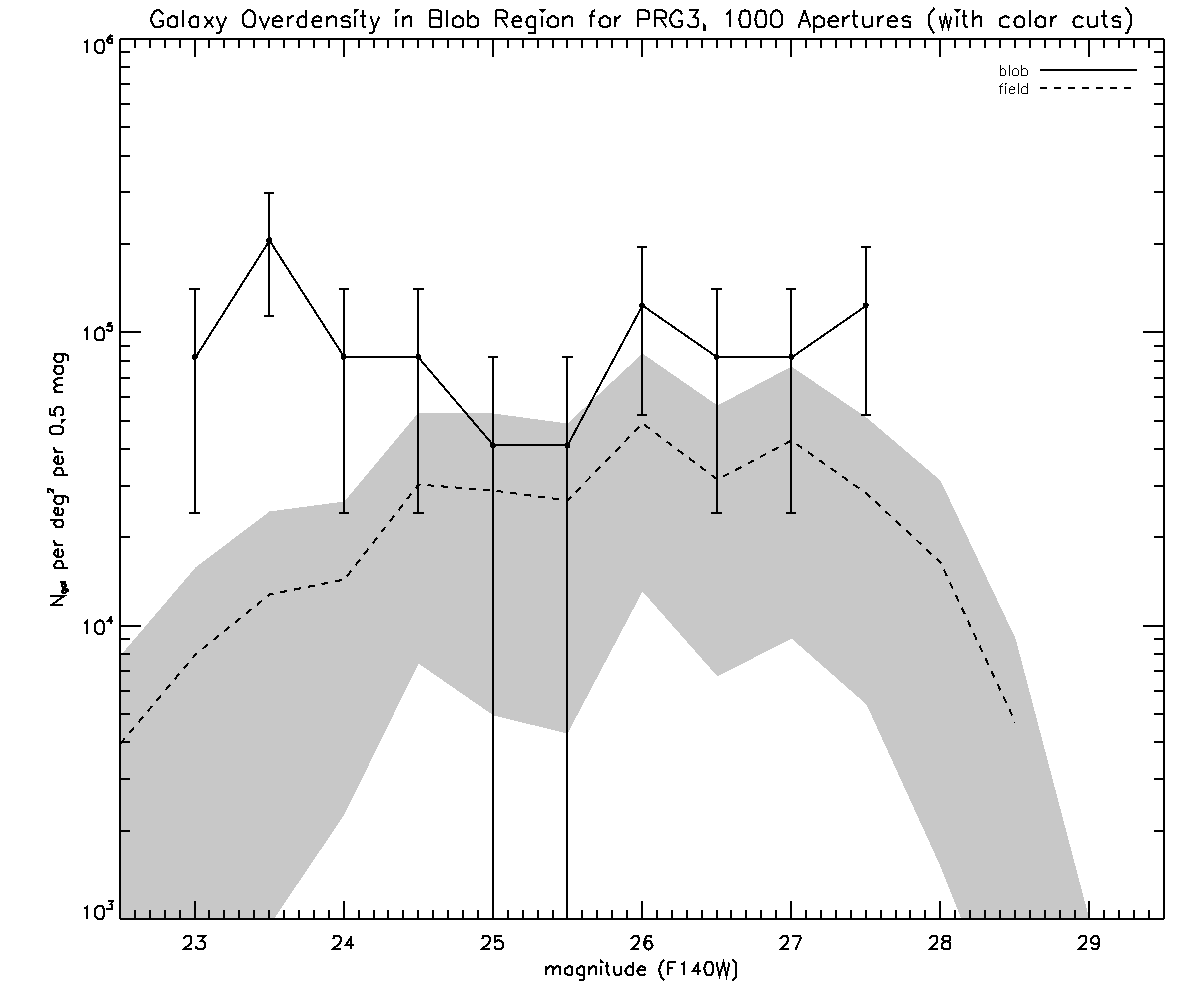 Galaxy Overdensity in Blob Region for PRG3, 1000 Apertures (with color cuts)
blob
field
10⁶
10⁵
10⁴
10³
N_gal per deg² per 0.5 mag
23 24 25 26 27 28 29
magnitude (F140W)